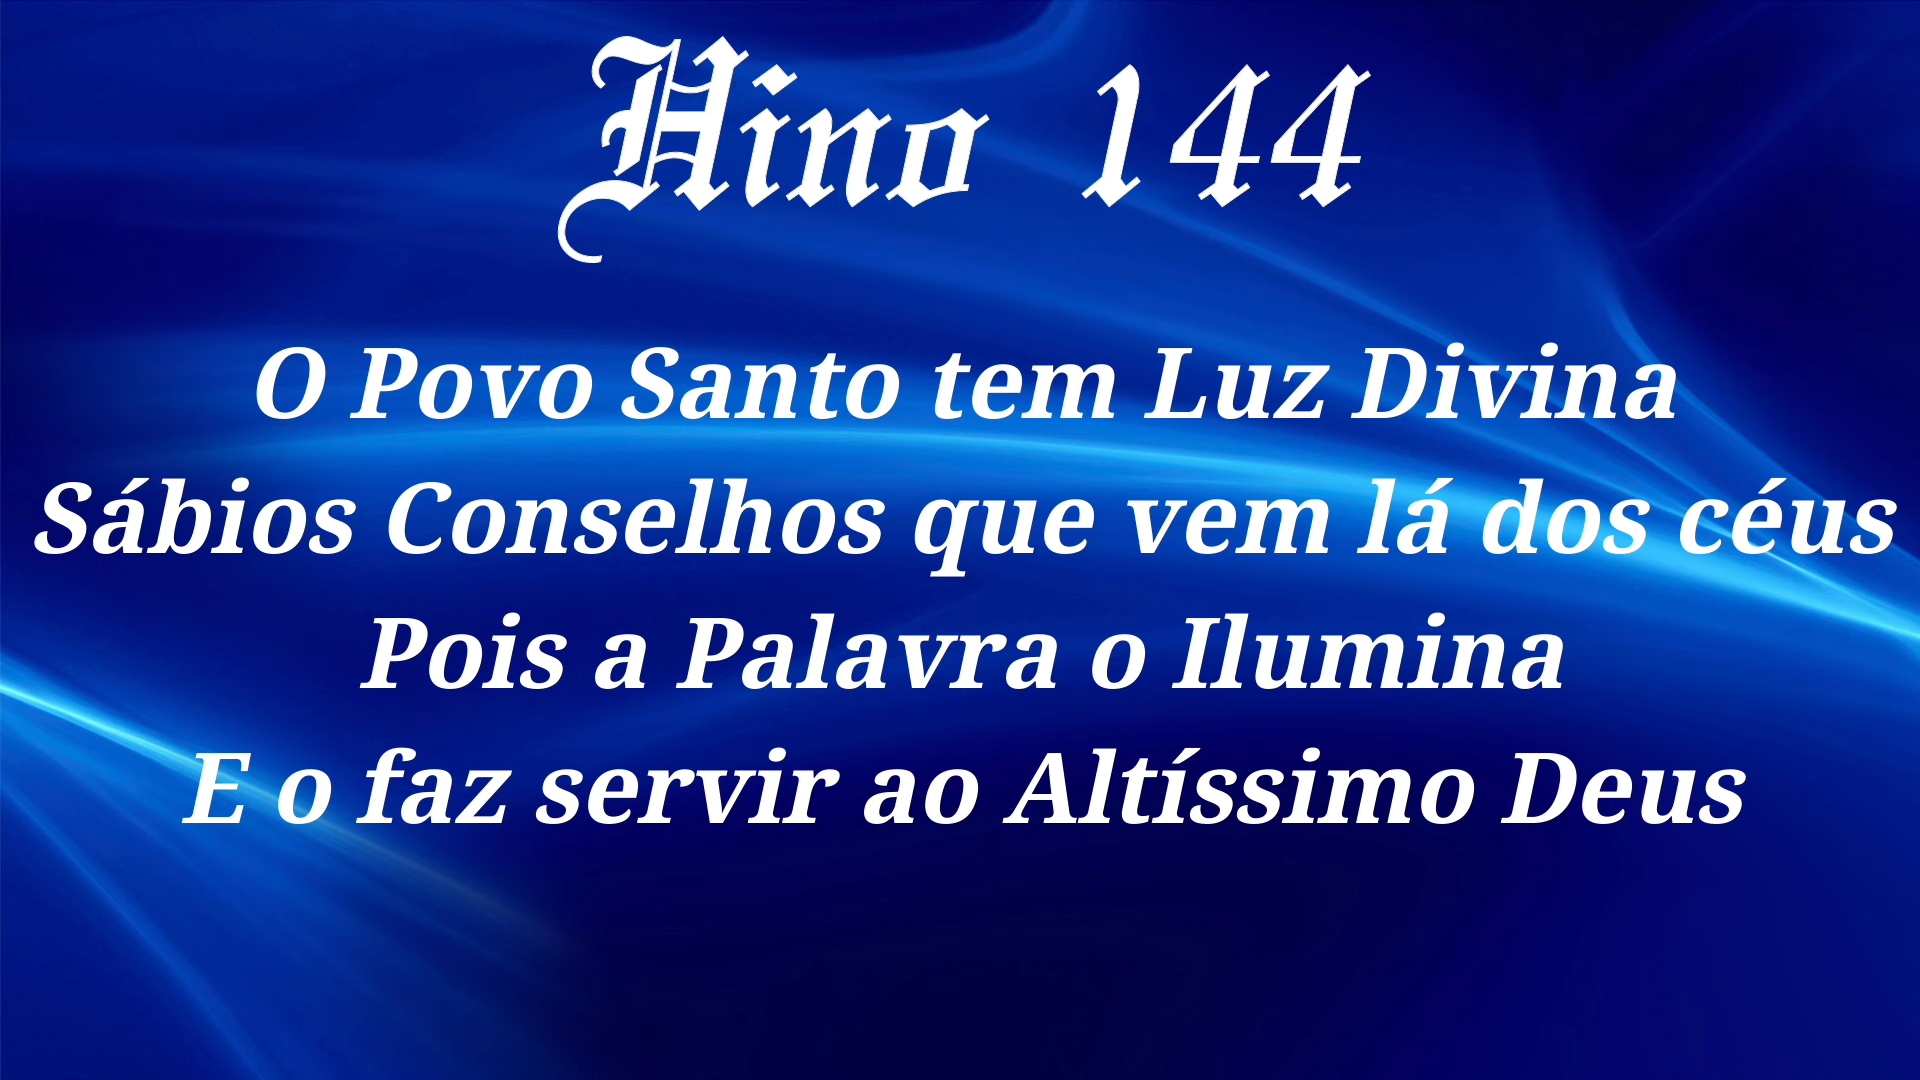 Hino 144
O Povo Santo tem Luz Divina
Sábios Conselhos que vem lá dos céus
Pois a Palavra o Ilumina
E o faz servir ao Altíssimo Deus